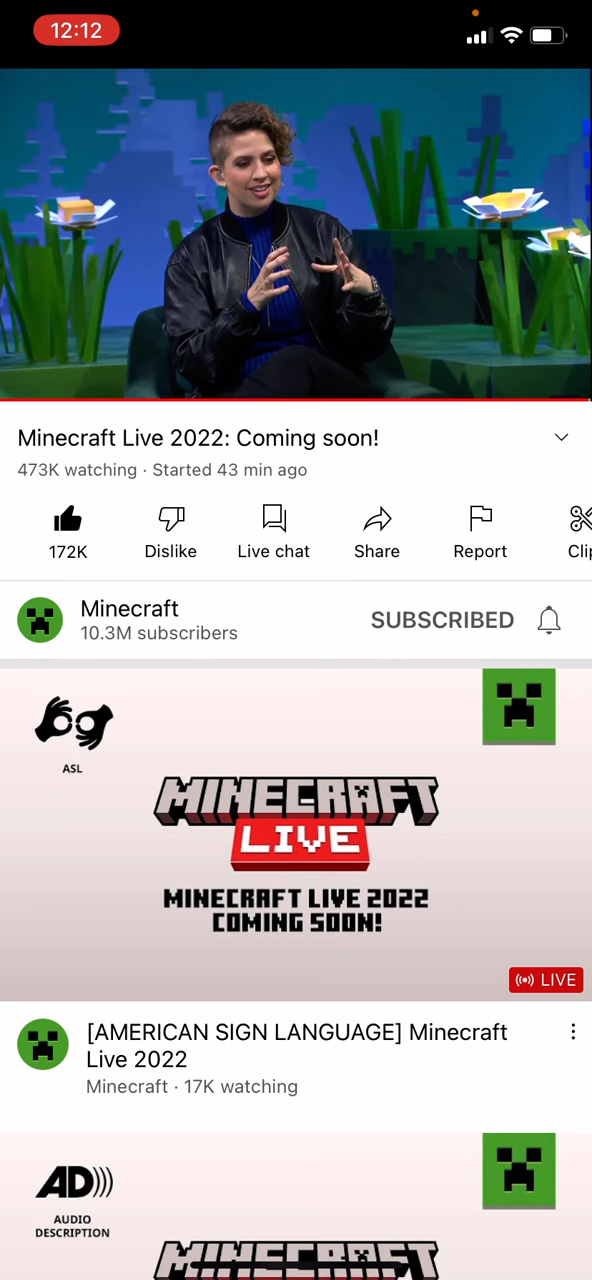 12:12
Minecraft Live 2022: Coming soon!
473K watching · Started 43 min ago
172K
Dislike
Live chat
Share
Report
Cli
Minecraft
10.3M subscribers
SUBSCRIBED
ASL
MINECRAFT
LIVE
MINECRAFT LIVE 2022
COMING SOON!
LIVE
[AMERICAN SIGN LANGUAGE] Minecraft
Live 2022
Minecraft · 17K watching
AD
AUDIO
DESCRIPTION
MINECRAFT